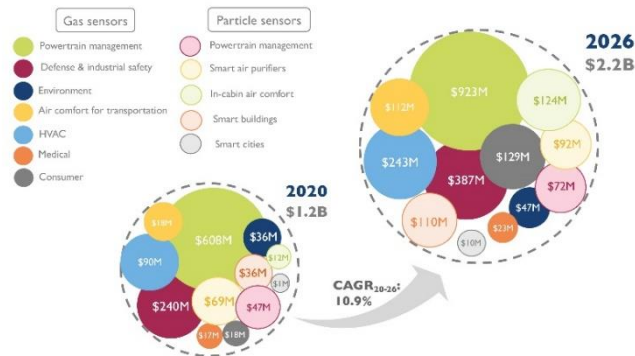 Gas sensors
Powertrain management
Defense & industrial safety
Environment
Air comfort for transportation
HVAC
Medical
Consumer
Particle sensors
Powertrain management
Smart air purifiers
In-cabin air comfort
Smart buildings
Smart cities
2020
$1.2B
$18M
$608M
$36M
$12M
$90M
$36M
$1M
$240M
$69M
$47M
$17M
$18M
CAGR20-26:
10.9%
2026
$2.2B
$923M
$112M
$124M
$92M
$129M
$243M
$387M
$72M
$47M
$110M
$23M
$10M